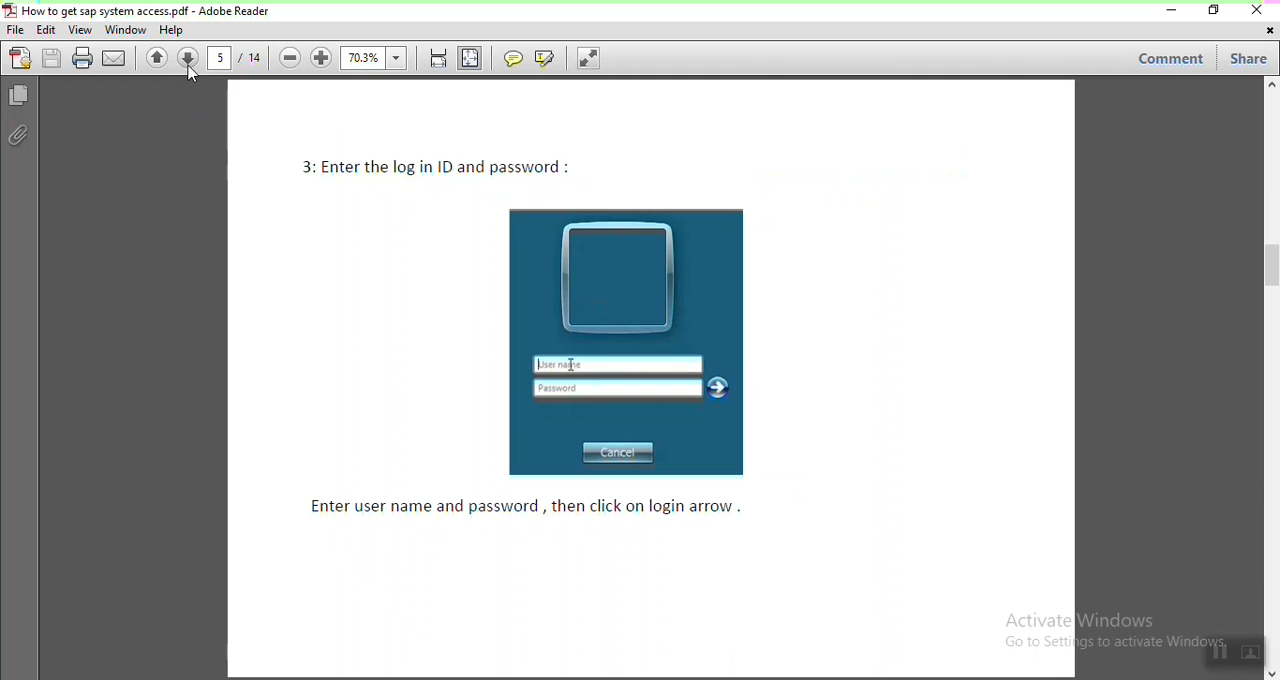 How to get sap system access.pdf - Adobe Reader
File Edit View Window Help
5 / 14 70.3% Comment Share
3: Enter the log in ID and password :
User name
Password
Cancel
Enter user name and password , then click on login arrow .
Activate Windows
Go to Settings to activate Windows.